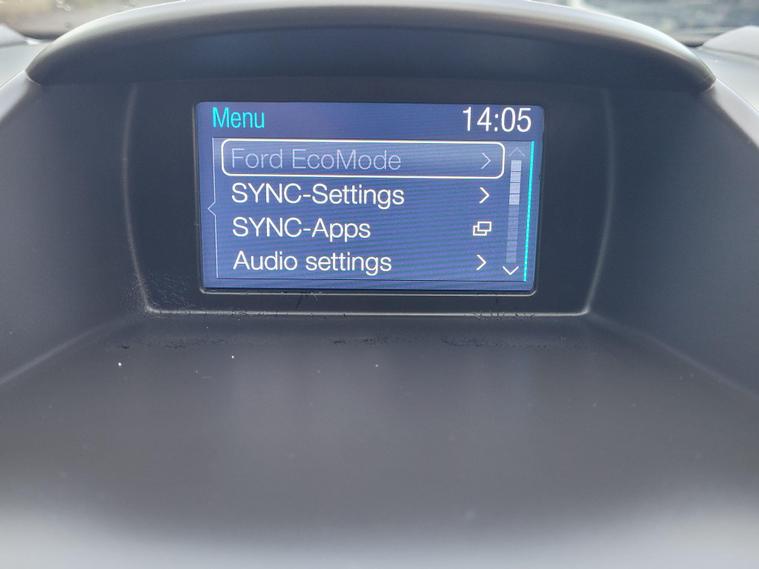 Menu 14:05
Ford EcoMode
SYNC-Settings
SYNC-Apps
Audio settings